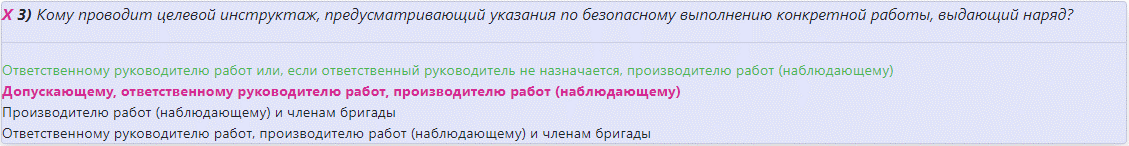 X 3) Кому проводит целевой инструктаж, предусматривающий указания по безопасному выполнению конкретной работы, выдающий наряд?
Ответственному руководителю работ или, если ответственный руководитель не назначается, производителю работ (наблюдающему)
Допускающему, ответственному руководителю работ, производителю работ (наблюдающему)
Производителю работ (наблюдающему) и членам бригады
Ответственному руководителю работ, производителю работ (наблюдающему) и членам бригады